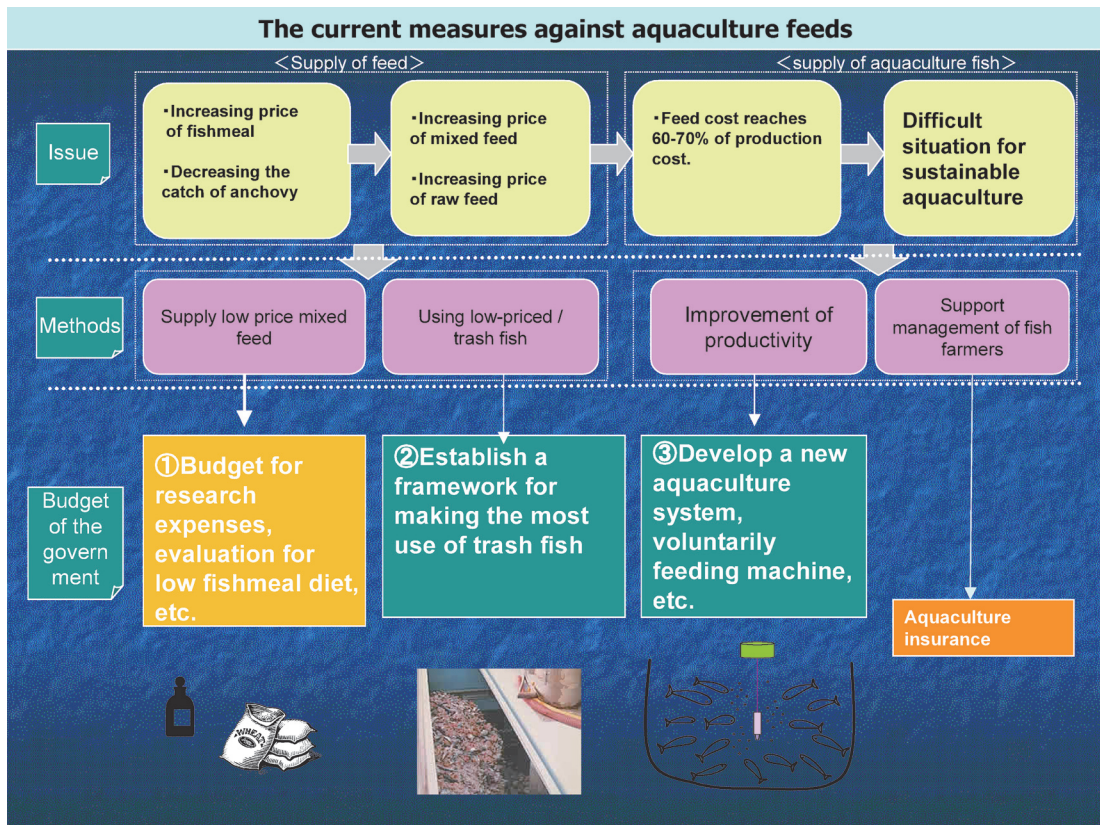 The current measures against aquaculture feeds
＜Supply of feed＞
＜supply of aquaculture fish＞
Issue
・Increasing price
of fishmeal
・Decreasing the
catch of anchovy
・Increasing price
of mixed feed
・Increasing price
of raw feed
・Feed cost reaches
60-70% of production
cost.
Difficult
situation for
sustainable
aquaculture
Methods
Supply low price mixed
feed
Using low-priced /
trash fish
Improvement of
productivity
Support
management of fish
farmers
Budget
of the
govern
ment
①Budget for
research
expenses,
evaluation for
low fishmeal diet,
etc.
②Establish a
framework for
making the most
use of trash fish
③Develop a new
aquaculture
system,
voluntarily
feeding machine,
etc.
Aquaculture
insurance
WHEAT